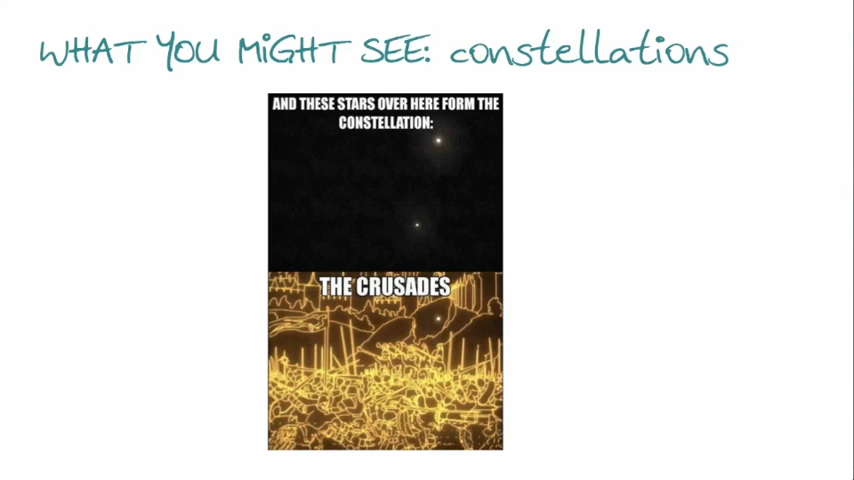 WHAT YOU MiGHT SEE: constellations
AND THESE STARS OVER HERE FORM THE
CONSTELLATION:
THE CRUSADES